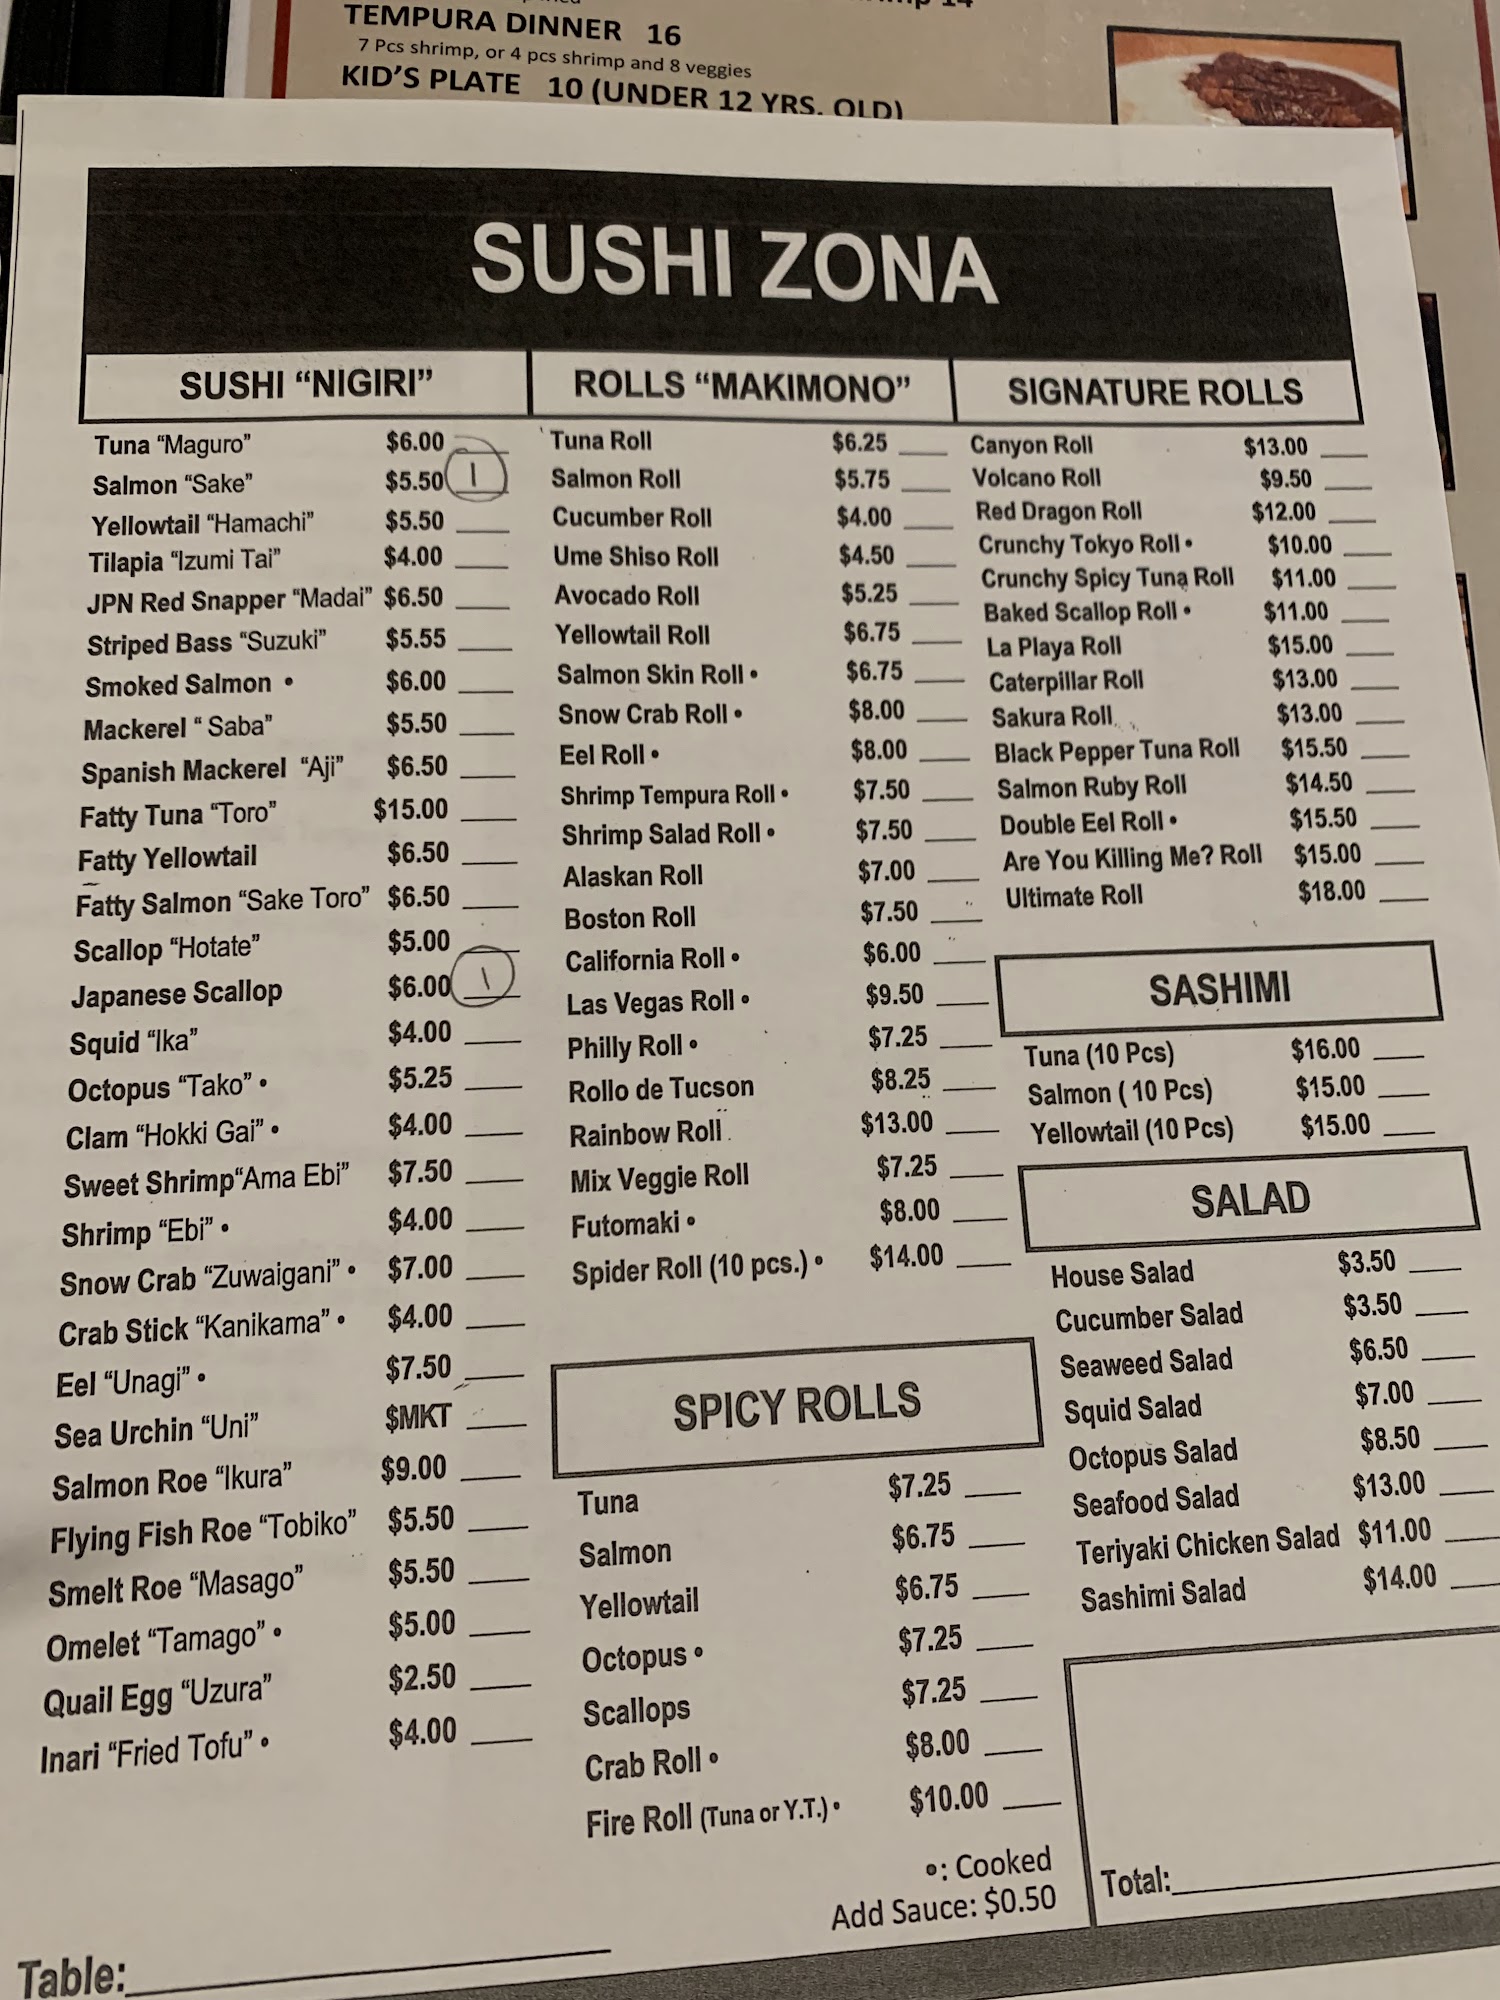 TEMPURA DINNER 16
7 Pcs shrimp, or 4 pcs shrimp and 8 veggies
KID'S PLATE 10 (UNDER 12 YRS. OLD)
SUSHI ZONA
SUSHI “NIGIRI”
Tuna “Maguro” $6.00
Salmon “Sake” $5.50 1
Yellowtail “Hamachi” $5.50
Tilapia “Izumi Tai” $4.00
JPN Red Snapper “Madai” $6.50
Striped Bass “Suzuki” $5.55
Smoked Salmon • $6.00
Mackerel “ Saba” $5.50
Spanish Mackerel “Aji” $6.50
Fatty Tuna “Toro” $15.00
Fatty Yellowtail $6.50
Fatty Salmon “Sake Toro” $6.50
Scallop “Hotate” $5.00
Japanese Scallop $6.00 1
Squid “Ika” $4.00
Octopus “Tako” • $5.25
Clam “Hokki Gai” • $4.00
Sweet Shrimp“Ama Ebi” $7.50
Shrimp “Ebi” • $4.00
Snow Crab “Zuwaigani” • $7.00
Crab Stick “Kanikama” • $4.00
Eel “Unagi” • $7.50
Sea Urchin “Uni” $MKT
Salmon Roe “Ikura” $9.00
Flying Fish Roe “Tobiko” $5.50
Smelt Roe “Masago” $5.50
Omelet “Tamago” • $5.00
Quail Egg “Uzura” $2.50
Inari “Fried Tofu” • $4.00
ROLLS “MAKIMONO”
Tuna Roll $6.25
Salmon Roll $5.75
Cucumber Roll $4.00
Ume Shiso Roll $4.50
Avocado Roll $5.25
Yellowtail Roll $6.75
Salmon Skin Roll • $6.75
Snow Crab Roll • $8.00
Eel Roll • $8.00
Shrimp Tempura Roll • $7.50
Shrimp Salad Roll • $7.50
Alaskan Roll $7.00
Boston Roll $7.50
California Roll • $6.00
Las Vegas Roll • $9.50
Philly Roll • $7.25
Rollo de Tucson $8.25
Rainbow Roll $13.00
Mix Veggie Roll $7.25
Futomaki • $8.00
Spider Roll (10 pcs.) • $14.00
SPICY ROLLS
Tuna $7.25
Salmon $6.75
Yellowtail $6.75
Octopus • $7.25
Scallops $7.25
Crab Roll • $8.00
Fire Roll (Tuna or Y.T.) • $10.00
•: Cooked
Add Sauce: $0.50
SIGNATURE ROLLS
Canyon Roll $13.00
Volcano Roll $9.50
Red Dragon Roll $12.00
Crunchy Tokyo Roll • $10.00
Crunchy Spicy Tuna Roll $11.00
Baked Scallop Roll • $11.00
La Playa Roll $15.00
Caterpillar Roll $13.00
Sakura Roll $13.00
Black Pepper Tuna Roll $15.50
Salmon Ruby Roll $14.50
Double Eel Roll • $15.50
Are You Killing Me? Roll $15.00
Ultimate Roll $18.00
SASHIMI
Tuna (10 Pcs) $16.00
Salmon ( 10 Pcs) $15.00
Yellowtail (10 Pcs) $15.00
SALAD
House Salad $3.50
Cucumber Salad $3.50
Seaweed Salad $6.50
Squid Salad $7.00
Octopus Salad $8.50
Seafood Salad $13.00
Teriyaki Chicken Salad $11.00
Sashimi Salad $14.00
Total:
Table: